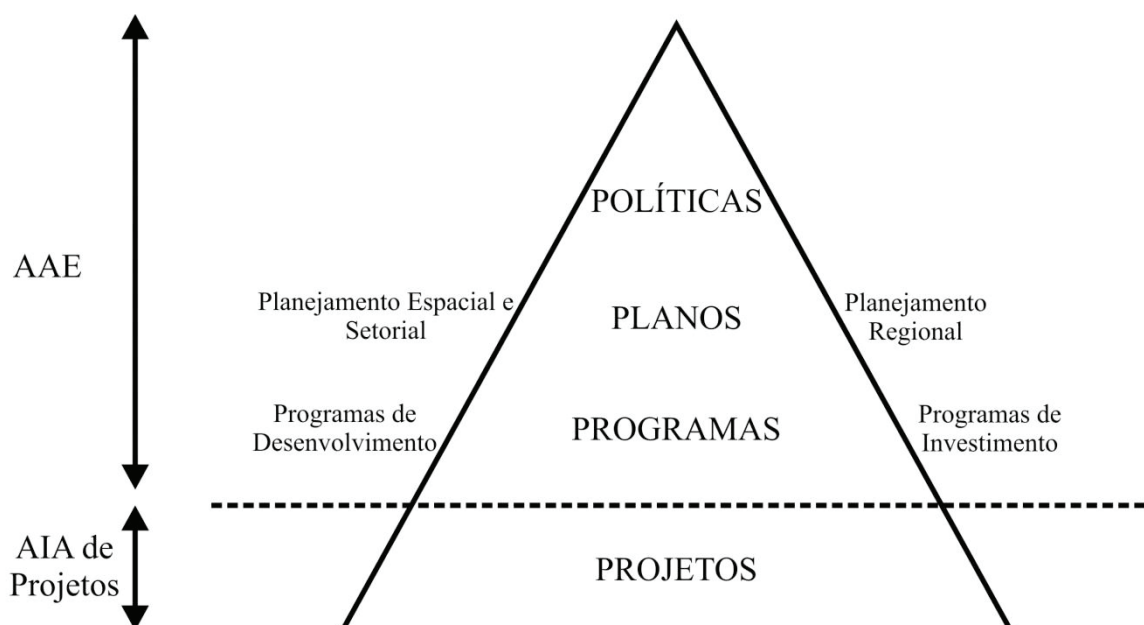 POLÍTICAS
AAE
Planejamento Espacial e
Setorial
PLANOS
Planejamento
Regional
Programas de
Desenvolvimento
PROGRAMAS
Programas de
Investimento
AIA de
Projetos
PROJETOS